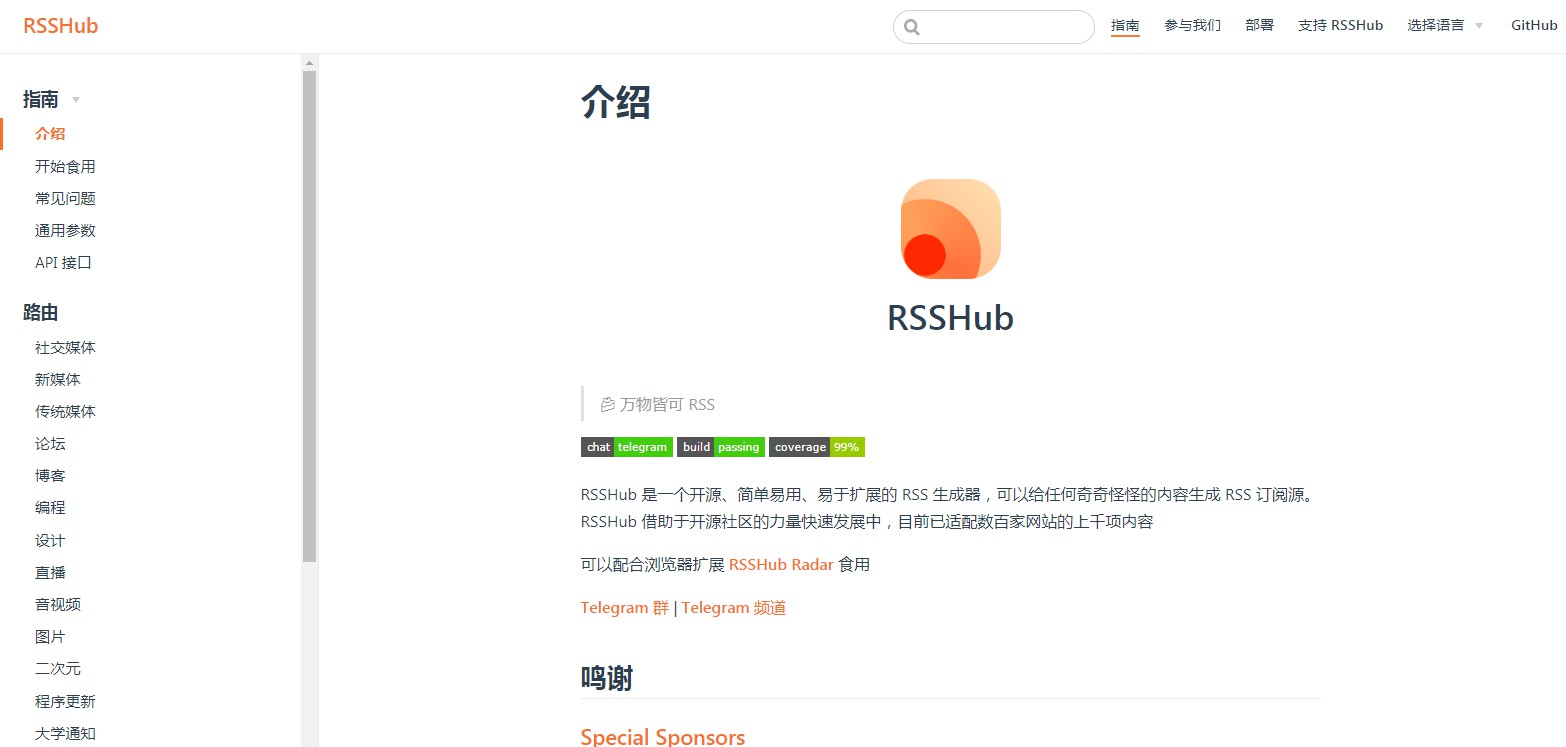 RSSHub
指南
参与我们
部署
支持 RSSHub
选择语言
GitHub
指南
介绍
开始食用
常见问题
通用参数
API 接口
路由
社交媒体
新媒体
传统媒体
论坛
博客
编程
设计
直播
音视频
图片
二次元
程序更新
大学通知
介绍
RSSHub
🍰 万物皆可 RSS
chat telegram build passing coverage 99%
RSSHub 是一个开源、简单易用、易于扩展的 RSS 生成器，可以给任何奇奇怪怪的内容生成 RSS 订阅源。
RSSHub 借助于开源社区的力量快速发展中，目前已适配数百家网站的上千项内容
可以配合浏览器扩展 RSSHub Radar 食用
Telegram 群 | Telegram 频道
鸣谢
Special Sponsors